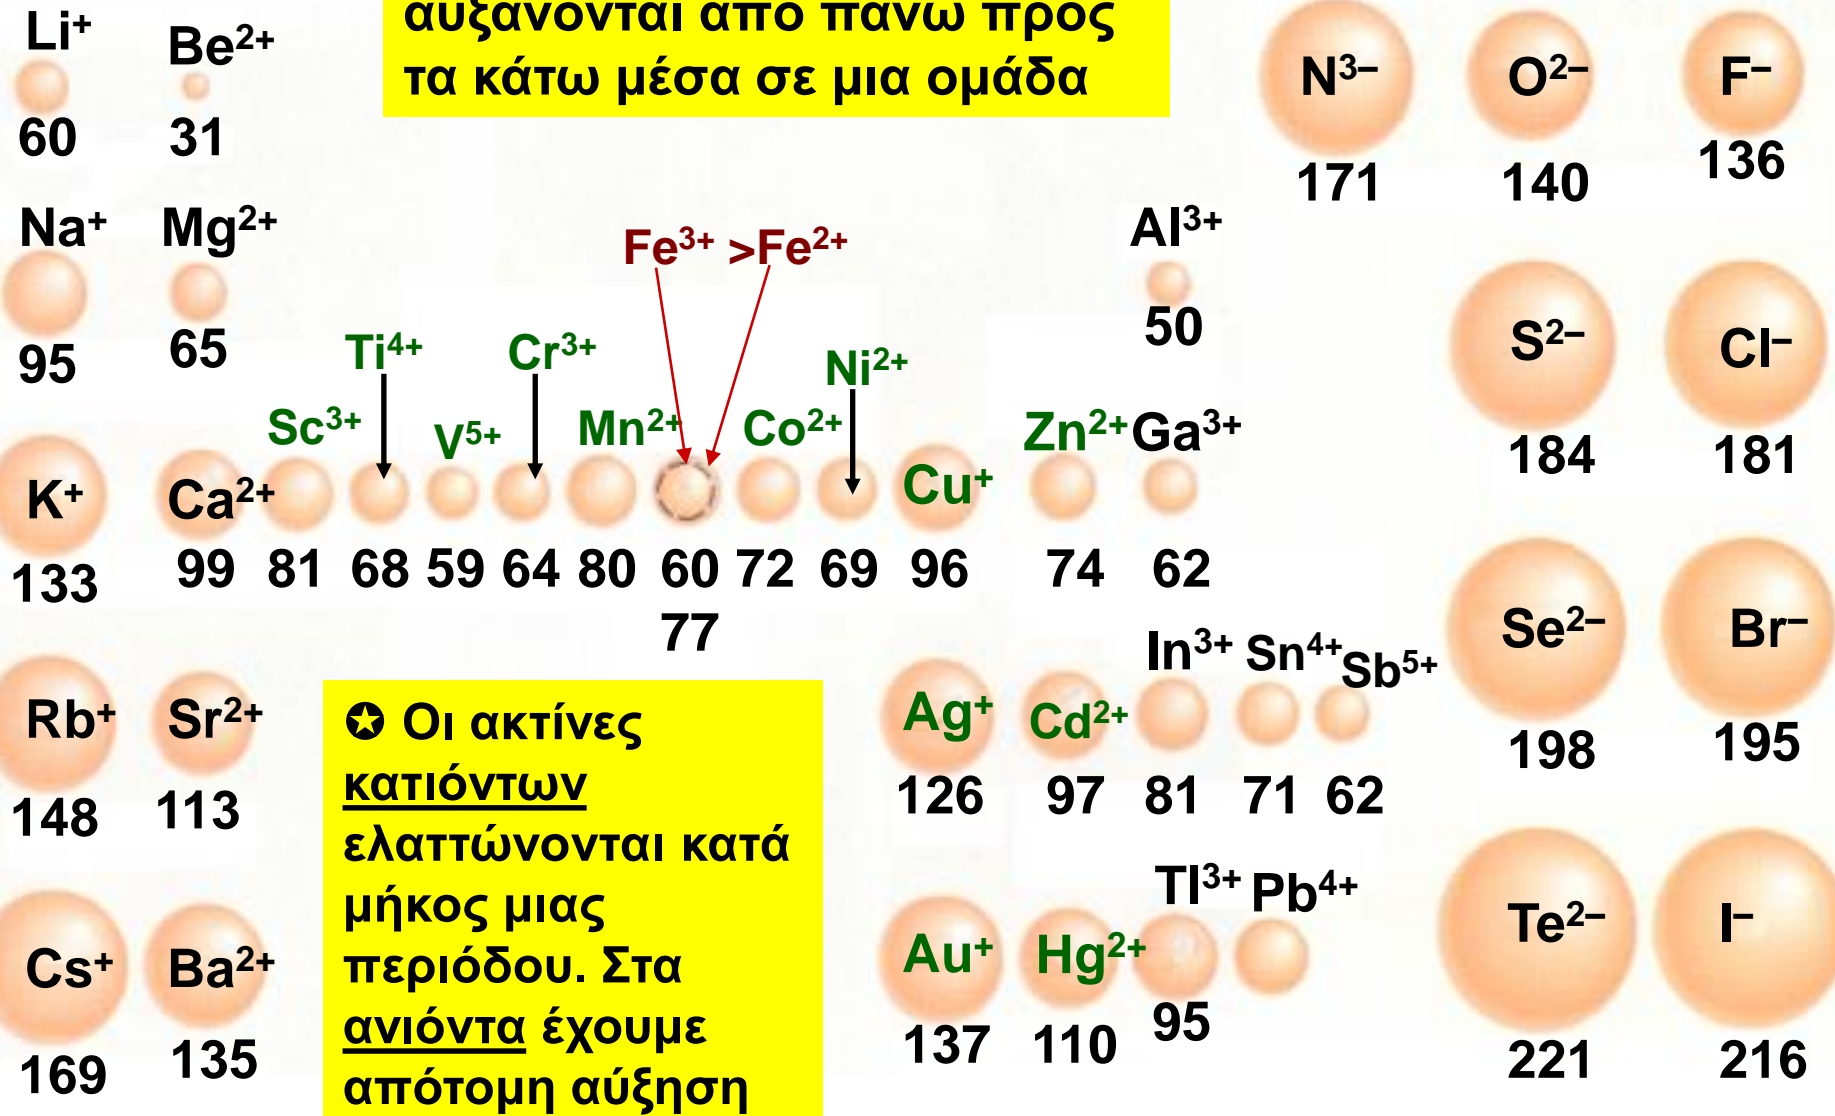 αυξάνονται από πάνω προς
τα κάτω μέσα σε μια ομάδα
Li⁺ Be²⁺ N³⁻ O²⁻ F⁻
60 31 171 140 136
Na⁺ Mg²⁺ Fe³⁺ >Fe²⁺ Al³⁺
95 65 50
Ti⁴⁺ Cr³⁺ Ni²⁺ S²⁻ Cl⁻
184 181
Sc³⁺ V⁵⁺ Mn²⁺ Co²⁺ Zn²⁺ Ga³⁺
K⁺ Ca²⁺ Cu⁺
133 99 81 68 59 64 80 60 72 69 96 74 62
77
In³⁺ Sn⁴⁺ Sb⁵⁺ Se²⁻ Br⁻
Rb⁺ Sr²⁺ Ag⁺ Cd²⁺
148 113 126 97 81 71 62 198 195
✪ Οι ακτίνες
κατιόντων
ελαττώνονται κατά
μήκος μιας
περιόδου. Στα
ανιόντα έχουμε
απότομη αύξηση
Tl³⁺ Pb⁴⁺
Cs⁺ Ba²⁺ Au⁺ Hg²⁺ Te²⁻ I⁻
169 135 137 110 95 221 216